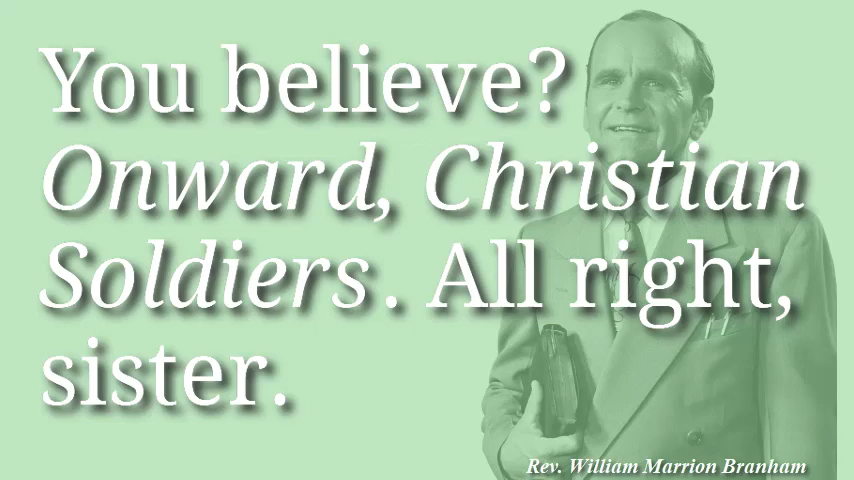 You believe?
Onward, Christian
Soldiers. All right,
sister.
Rev. William Marrion Branham